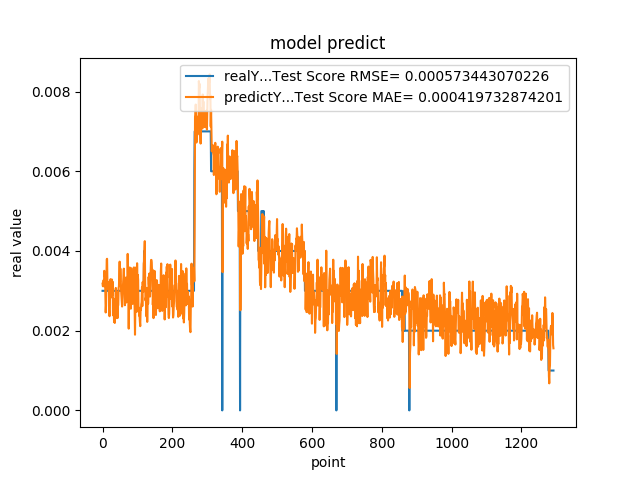 model predict
realY...Test Score RMSE= 0.000573443070226
predictY...Test Score MAE= 0.000419732874201
0.008
0.006
0.004
0.002
0.000
real value
0 200 400 600 800 1000 1200
point